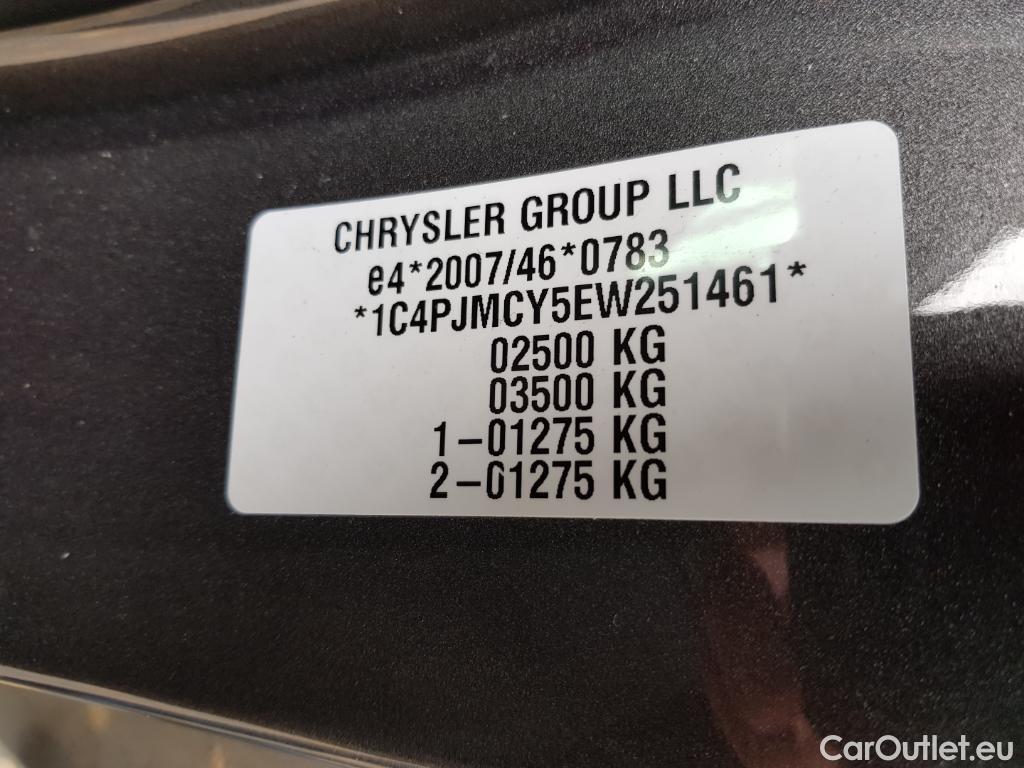 CHRYSLER GROUP LLC
e4*2007/46*0783
*1C4PJMCY5EW251461*
02500 KG
03500 KG
1-01275 KG
2-01275 KG
CarOutlet.eu